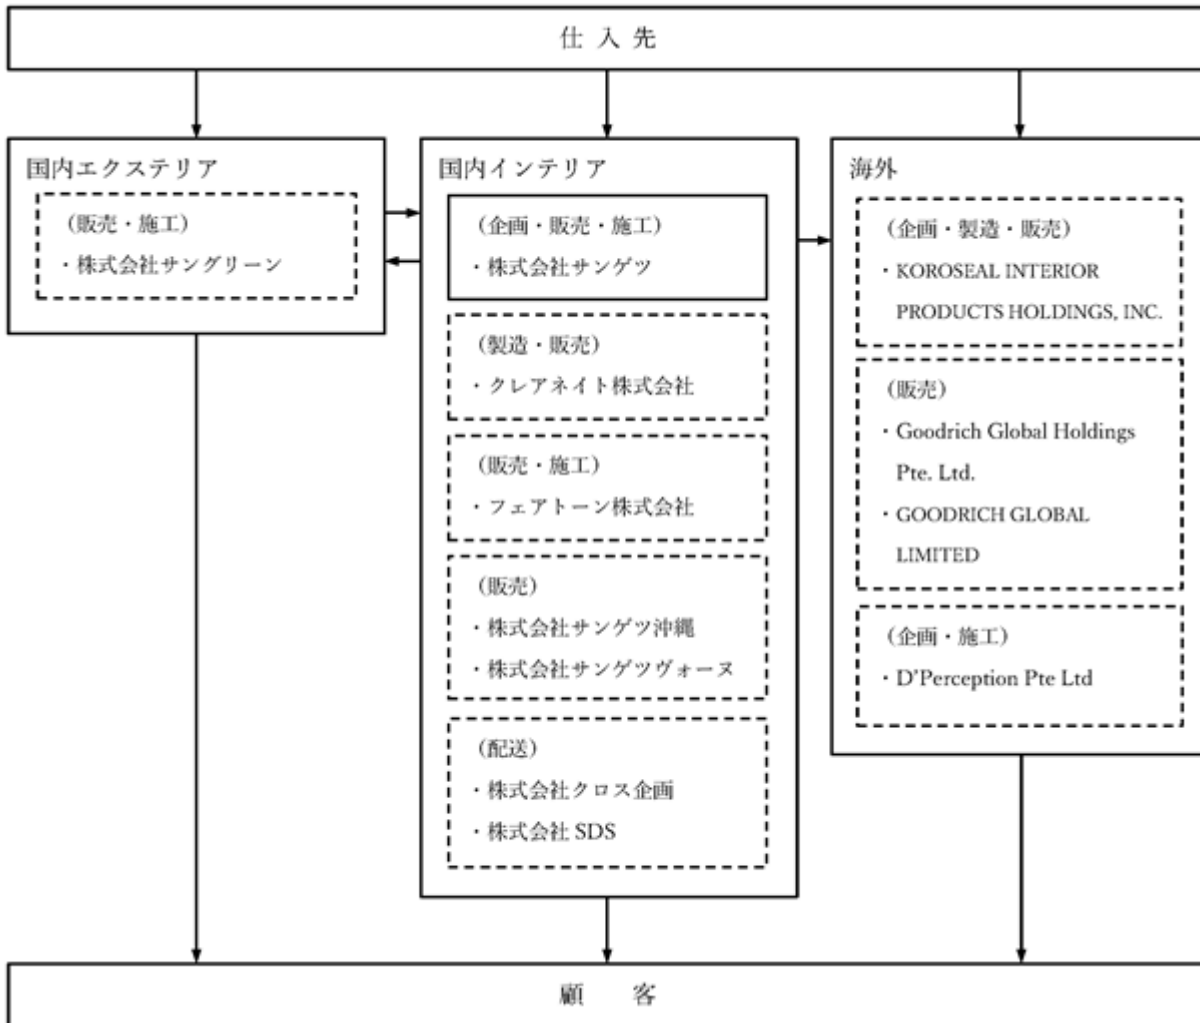 仕 入 先
国内エクステリア
（販売・施工）
・株式会社サングリーン
国内インテリア
（企画・販売・施工）
・株式会社サンゲツ
（製造・販売）
・クレアネイト株式会社
（販売・施工）
・フェアトーン株式会社
（販売）
・株式会社サンゲツ沖縄
・株式会社サンゲツヴォーヌ
（配送）
・株式会社クロス企画
・株式会社 SDS
海外
（企画・製造・販売）
・KOROSEAL INTERIOR
PRODUCTS HOLDINGS, INC.
（販売）
・Goodrich Global Holdings
Pte. Ltd.
・GOODRICH GLOBAL
LIMITED
（企画・施工）
・D’Perception Pte Ltd
顧 客